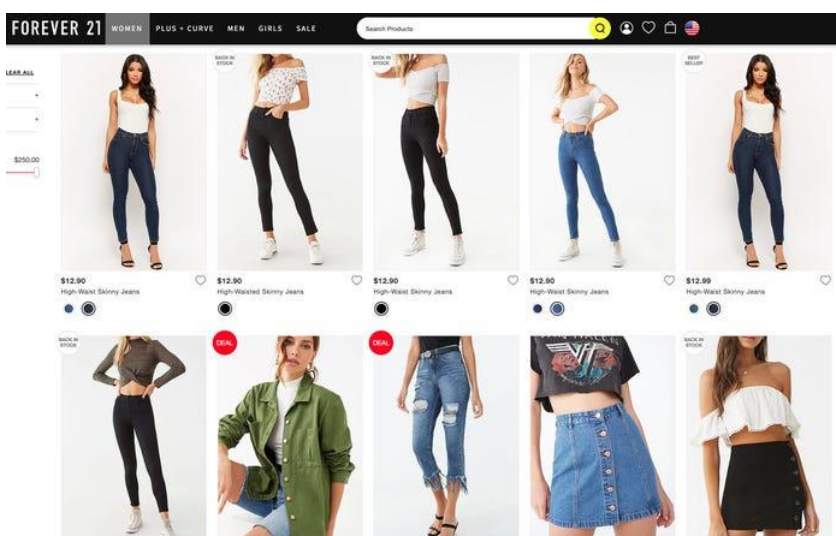 FOREVER 21 WOMEN PLUS + CURVE MEN GIRLS SALE Search Products
CLEAR ALL
+
+
$250.00
BACK IN
STOCK
BACK IN
STOCK
BEST
SELLER
$12.90
High-Waist Skinny Jeans
$12.90
High-Waisted Skinny Jeans
$12.90
High-Waist Skinny Jeans
$12.90
High-Waist Skinny Jeans
$12.99
High-Waist Skinny Jeans
BACK IN
STOCK
DEAL
DEAL
VAN HALEN
BACK IN
STOCK